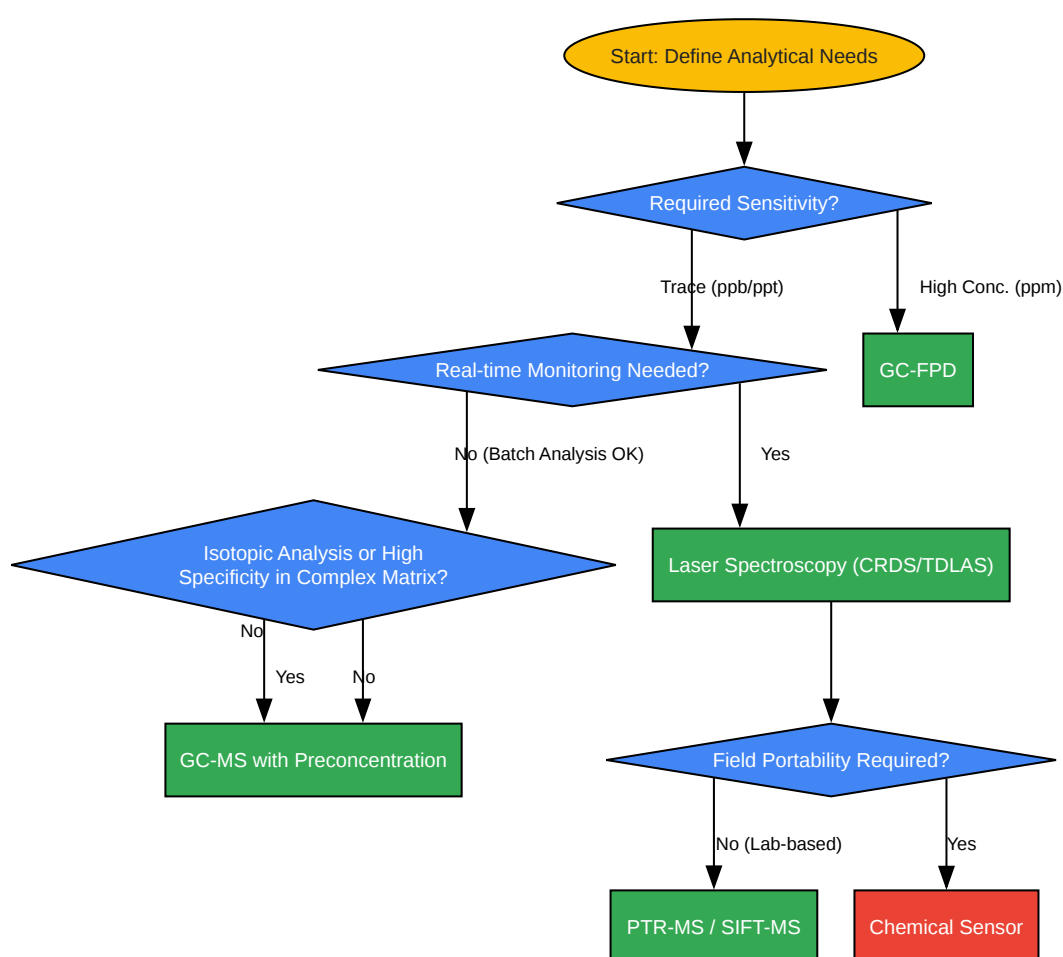 Start: Define Analytical Needs
Required Sensitivity?
Trace (ppb/ppt)
High Conc. (ppm)
Real-time Monitoring Needed?
GC-FPD
No (Batch Analysis OK)
Yes
Isotopic Analysis or High
Specificity in Complex Matrix?
Laser Spectroscopy (CRDS/TDLAS)
No
Yes
No
GC-MS with Preconcentration
Field Portability Required?
No (Lab-based)
Yes
PTR-MS / SIFT-MS
Chemical Sensor